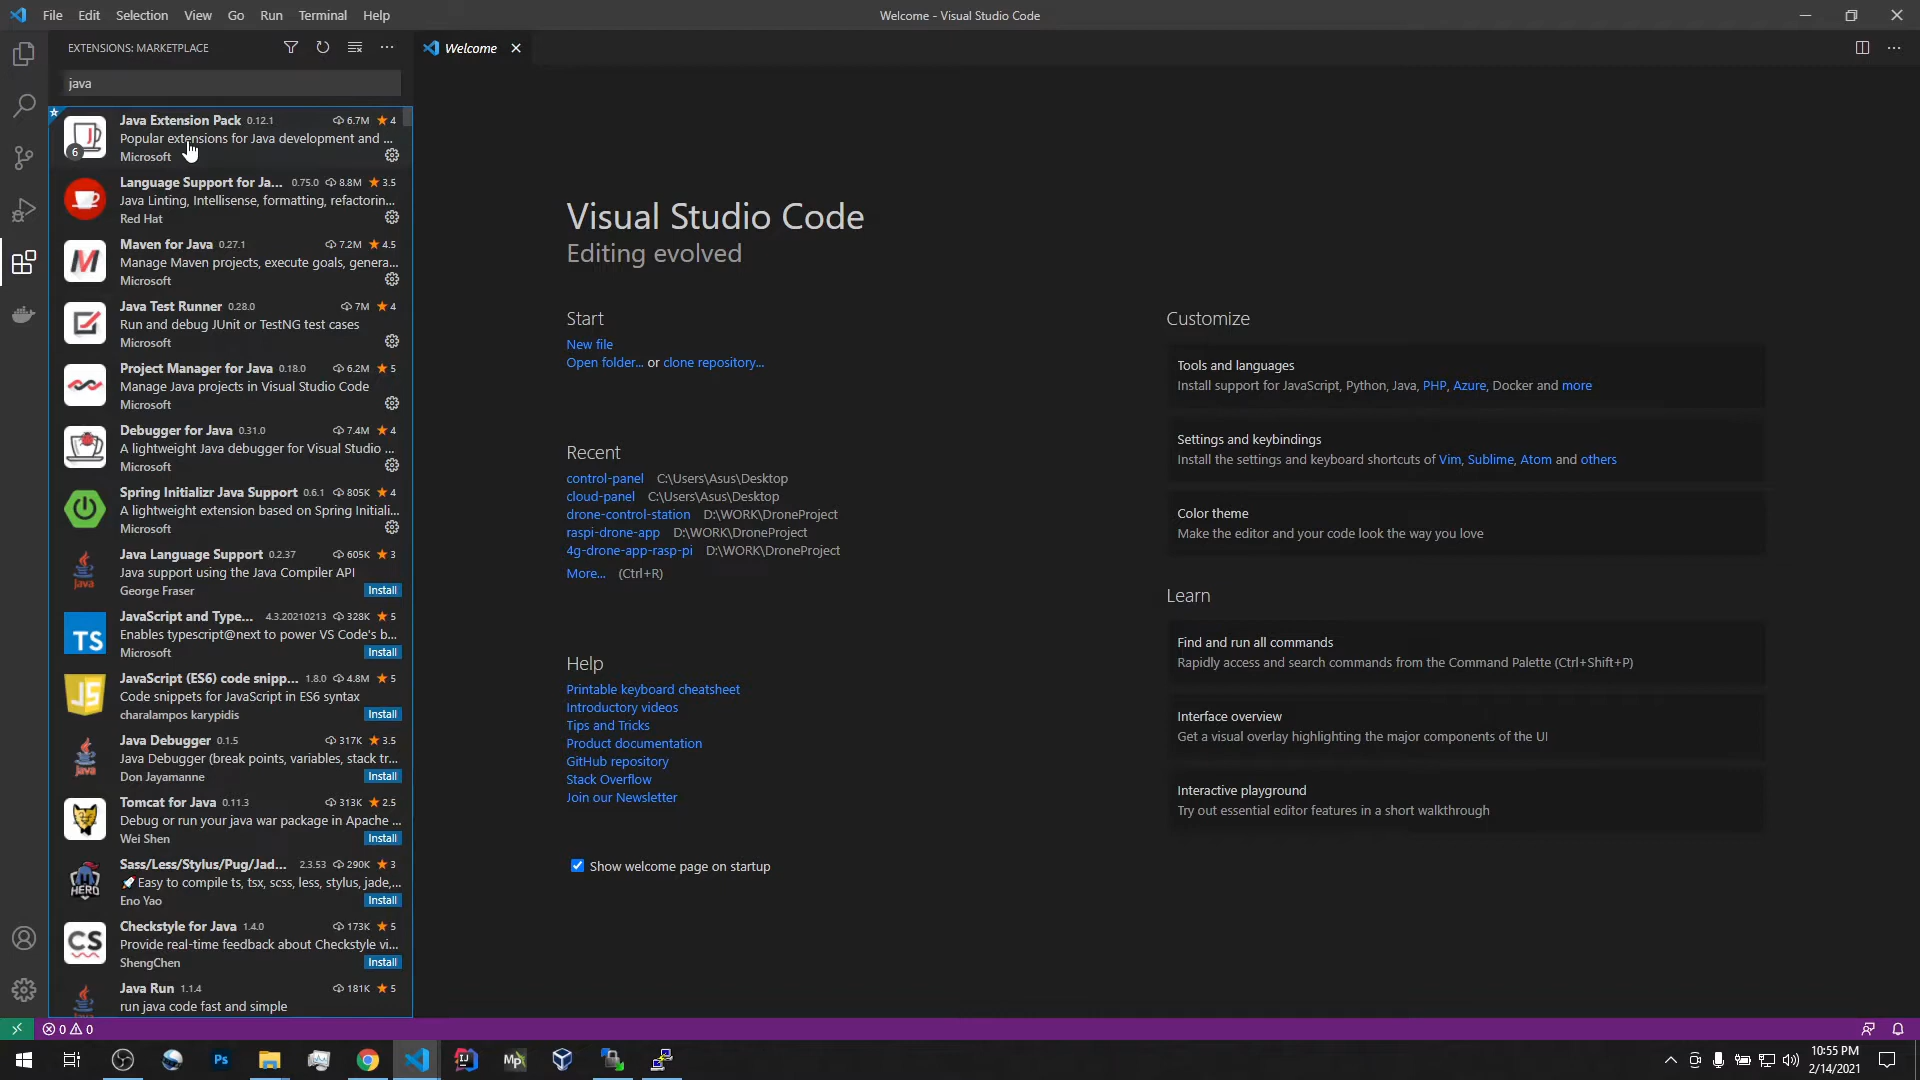 File Edit Selection View Go Run Terminal Help
Welcome - Visual Studio Code
EXTENSIONS: MARKETPLACE
Welcome
java
Java Extension Pack 0.12.1 6.7M 4
Popular extensions for Java development and ...
6
Microsoft
Language Support for Ja... 0.75.0 8.8M 3.5
Java Linting, Intellisense, formatting, refactorin...
Red Hat
Maven for Java 0.27.1 7.2M 4.5
Manage Maven projects, execute goals, genera...
Microsoft
Java Test Runner 0.28.0 7M 4
Run and debug JUnit or TestNG test cases
Microsoft
Project Manager for Java 0.18.0 6.2M 5
Manage Java projects in Visual Studio Code
Microsoft
Debugger for Java 0.31.0 7.4M 4
A lightweight Java debugger for Visual Studio ...
Microsoft
Spring Initializr Java Support 0.6.1 805K 4
A lightweight extension based on Spring Initiali...
Microsoft
Java Language Support 0.2.37 605K 3
Java support using the Java Compiler API
George Fraser Install
JavaScript and Type... 4.3.20210213 328K 5
TS
Enables typescript@next to power VS Code's b...
Microsoft Install
JavaScript (ES6) code snipp... 1.8.0 4.8M 5
JS
Code snippets for JavaScript in ES6 syntax
charalampos karypidis Install
Java Debugger 0.1.5 317K 3.5
Java
Java Debugger (break points, variables, stack tr...
Don Jayamanne Install
Tomcat for Java 0.11.3 313K 2.5
Debug or run your java war package in Apache ...
Wei Shen Install
Sass/Less/Stylus/Pug/Jad... 2.3.53 290K 3
HERO
Easy to compile ts, tsx, scss, less, stylus, jade,...
Eno Yao Install
Checkstyle for Java 1.4.0 173K 5
CS
Provide real-time feedback about Checkstyle vi...
ShengChen Install
Java Run 1.1.4 181K 5
run java code fast and simple
Visual Studio Code
Editing evolved
Start
New file
Open folder... or clone repository...
Recent
control-panel C:\Users\Asus\Desktop
cloud-panel C:\Users\Asus\Desktop
drone-control-station D:\WORK\DroneProject
raspi-drone-app D:\WORK\DroneProject
4g-drone-app-rasp-pi D:\WORK\DroneProject
More... (Ctrl+R)
Help
Printable keyboard cheatsheet
Introductory videos
Tips and Tricks
Product documentation
GitHub repository
Stack Overflow
Join our Newsletter
Show welcome page on startup
Customize
Tools and languages
Install support for JavaScript, Python, Java, PHP, Azure, Docker and more
Settings and keybindings
Install the settings and keyboard shortcuts of Vim, Sublime, Atom and others
Color theme
Make the editor and your code look the way you love
Learn
Find and run all commands
Rapidly access and search commands from the Command Palette (Ctrl+Shift+P)
Interface overview
Get a visual overlay highlighting the major components of the UI
Interactive playground
Try out essential editor features in a short walkthrough
0 0
Ps
IJ
Mp
10:55 PM
2/14/2021